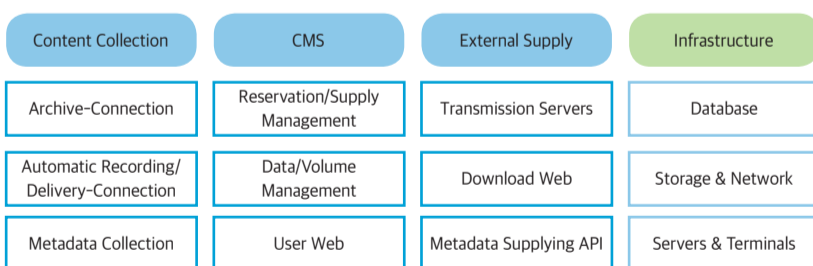 Content Collection
CMS
External Supply
Infrastructure
Archive-Connection
Reservation/Supply
Management
Transmission Servers
Database
Automatic Recording/
Delivery-Connection
Data/Volume
Management
Download Web
Storage & Network
Metadata Collection
User Web
Metadata Supplying API
Servers & Terminals